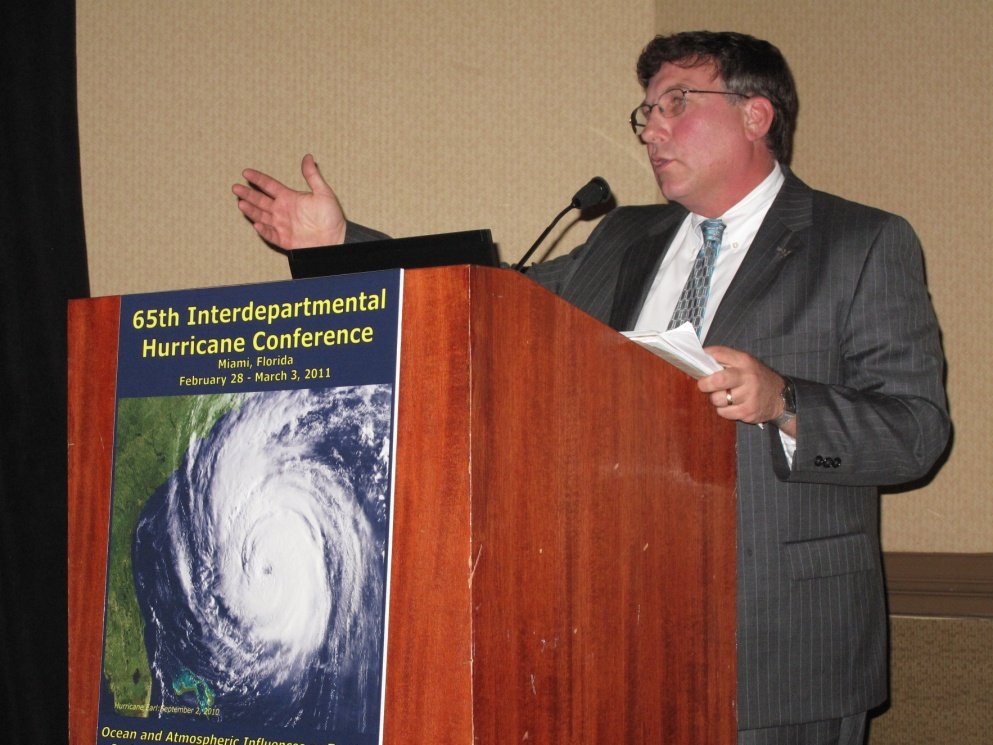 65th Interdepartmental
Hurricane Conference
Miami, Florida
February 28 - March 3, 2011
Hurricane Earl: September 2, 2010
Ocean and Atmospheric Influences